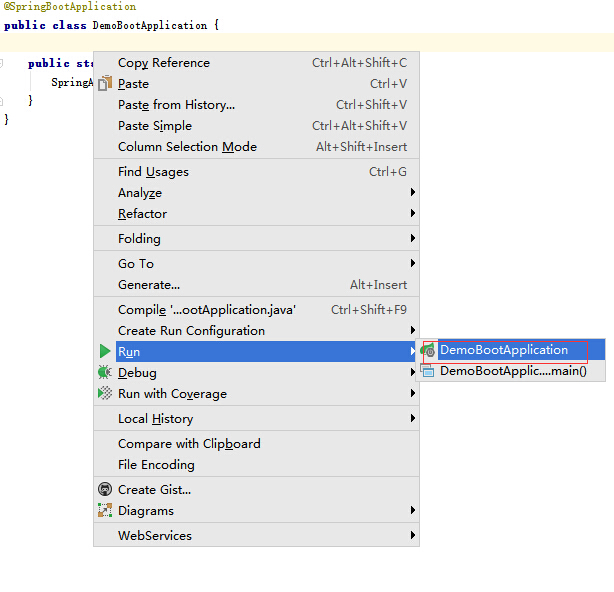 @SpringBootApplication
public class DemoBootApplication {
public sta
SpringA
}
}
Copy Reference Ctrl+Alt+Shift+C
Paste Ctrl+V
Paste from History... Ctrl+Shift+V
Paste Simple Ctrl+Alt+Shift+V
Column Selection Mode Alt+Shift+Insert
Find Usages Ctrl+G
Analyze
Refactor
Folding
Go To
Generate... Alt+Insert
Compile '...ootApplication.java' Ctrl+Shift+F9
Create Run Configuration
Run
DemoBootApplication
DemoBootApplic....main()
Debug
Run with Coverage
Local History
Compare with Clipboard
File Encoding
Create Gist...
Diagrams
WebServices